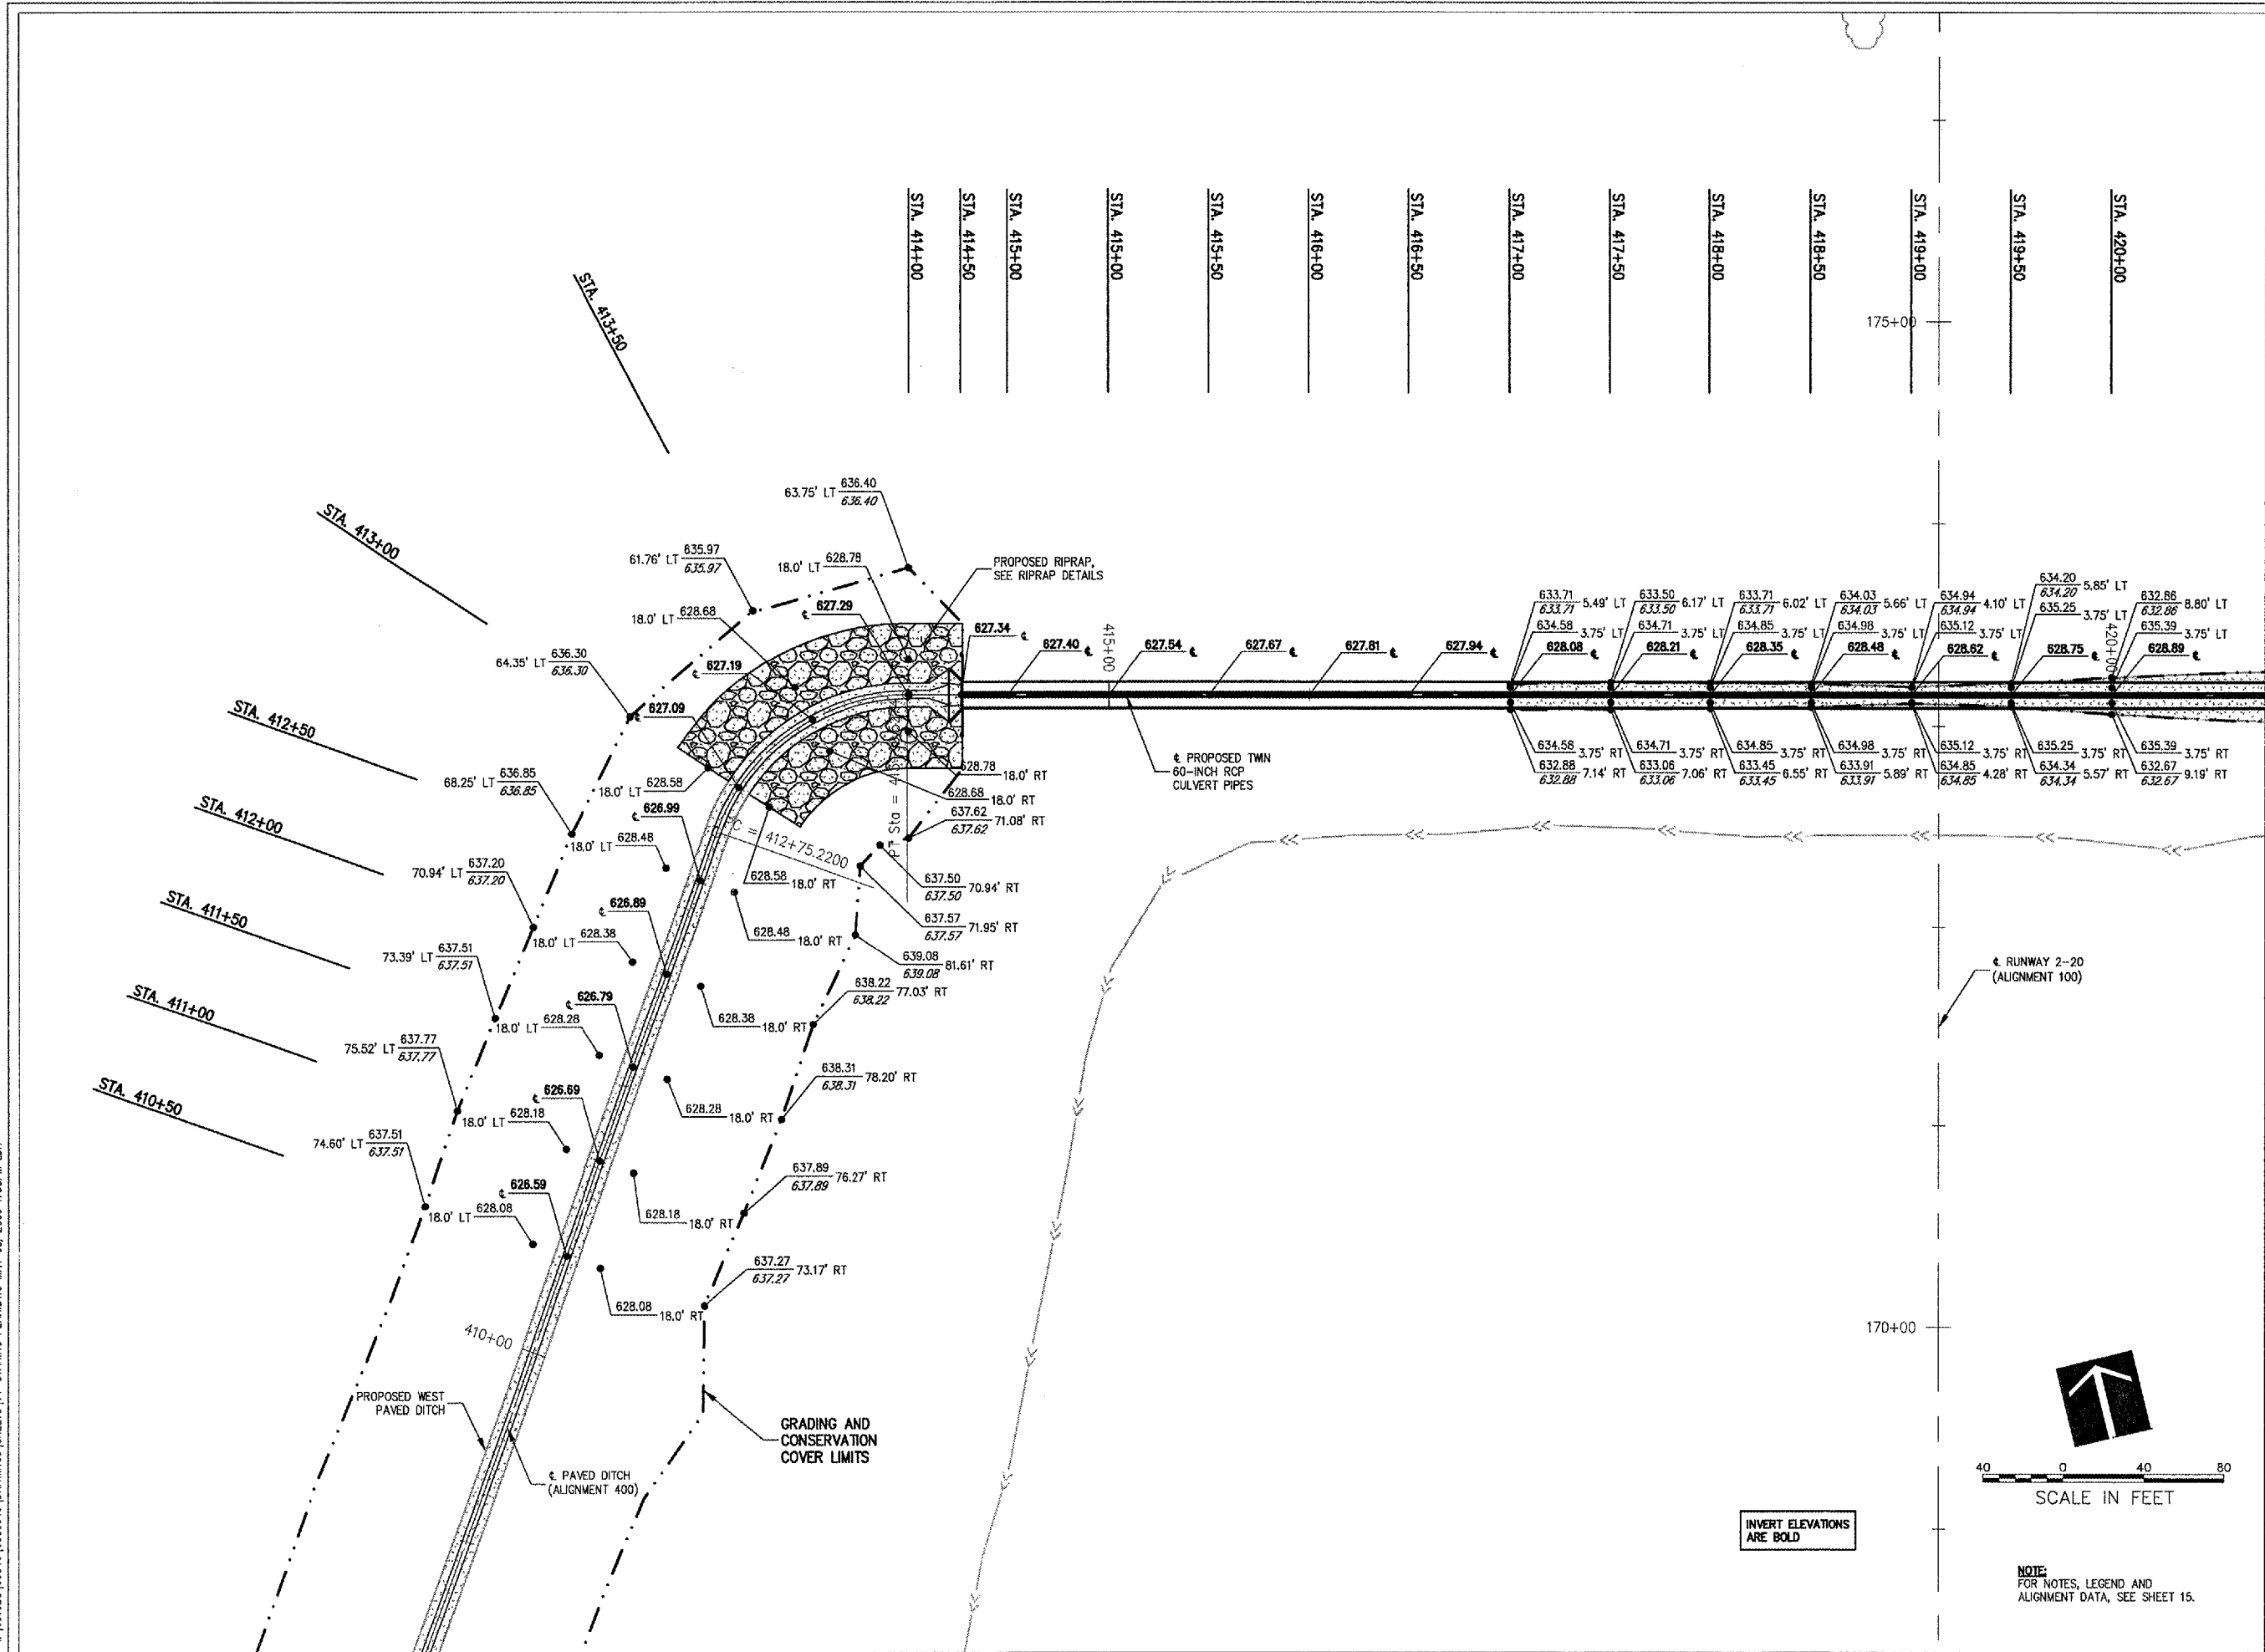 STA. 414+00
STA. 414+50
STA. 415+00
STA. 415+00
STA. 415+50
STA. 416+00
STA. 416+50
STA. 417+00
STA. 417+50
STA. 418+00
STA. 418+50
STA. 419+00
STA. 419+50
STA. 420+00
STA. 413+50
STA. 413+00
STA. 412+50
STA. 412+00
STA. 411+50
STA. 411+00
STA. 410+50
175+00
63.75' LT 636.40
636.40
61.76' LT 635.97
635.97
18.0' LT 628.78
PROPOSED RIPRAP,
SEE RIPRAP DETAILS
18.0' LT 628.68
℄ 627.29
64.35' LT 636.30
636.30
℄ 627.19
℄ 627.09
627.34 ℄
627.40 ℄
415+00
627.54 ℄
627.67 ℄
627.81 ℄
627.94 ℄
633.71 5.49' LT
633.71
634.58 3.75' LT
628.08 ℄
633.50 6.17' LT
633.50
634.71 3.75' LT
628.21 ℄
633.71 6.02' LT
633.71
634.85 3.75' LT
628.35 ℄
634.03 5.66' LT
634.03
634.98 3.75' LT
628.48 ℄
634.94 4.10' LT
634.94
635.12 3.75' LT
628.62 ℄
634.20 5.85' LT
634.20
635.25 3.75' LT
628.75 ℄
632.86 8.80' LT
632.86
635.39 3.75' LT
420+00
628.89 ℄
634.58 3.75' RT
632.88 7.14' RT
632.88
634.71 3.75' RT
633.06 7.06' RT
633.06
634.85 3.75' RT
633.45 6.55' RT
633.45
634.98 3.75' RT
633.91 5.89' RT
633.91
635.12 3.75' RT
634.85 4.28' RT
634.85
635.25 3.75' RT
634.34 5.57' RT
634.34
635.39 3.75' RT
632.67 9.19' RT
632.67
℄ PROPOSED TWIN
60-INCH RCP
CULVERT PIPES
68.25' LT 636.85
636.85
18.0' LT 628.58
℄ 626.99
18.0' LT 628.48
= 412+75.2200
PT Sta = 4
628.78 18.0' RT
628.68 18.0' RT
637.62 71.08' RT
637.62
70.94' LT 637.20
637.20
628.58 18.0' RT
637.50 70.94' RT
637.50
℄ 626.89
18.0' LT 628.38
628.48 18.0' RT
637.57 71.95' RT
637.57
73.39' LT 637.51
637.51
639.08 81.61' RT
639.08
638.22 77.03' RT
638.22
℄ 626.79
18.0' LT 628.28
628.38 18.0' RT
75.52' LT 637.77
637.77
638.31 78.20' RT
638.31
℄ 626.69
18.0' LT 628.18
628.28 18.0' RT
74.60' LT 637.51
637.51
637.89 76.27' RT
637.89
℄ 626.59
18.0' LT 628.08
628.18 18.0' RT
637.27 73.17' RT
637.27
628.08 18.0' RT
410+00
PROPOSED WEST
PAVED DITCH
GRADING AND
CONSERVATION
COVER LIMITS
℄ PAVED DITCH
(ALIGNMENT 400)
℄ RUNWAY 2-20
(ALIGNMENT 100)
170+00
40 0 40 80
SCALE IN FEET
INVERT ELEVATIONS
ARE BOLD
NOTE:
FOR NOTES, LEGEND AND
ALIGNMENT DATA, SEE SHEET 15.